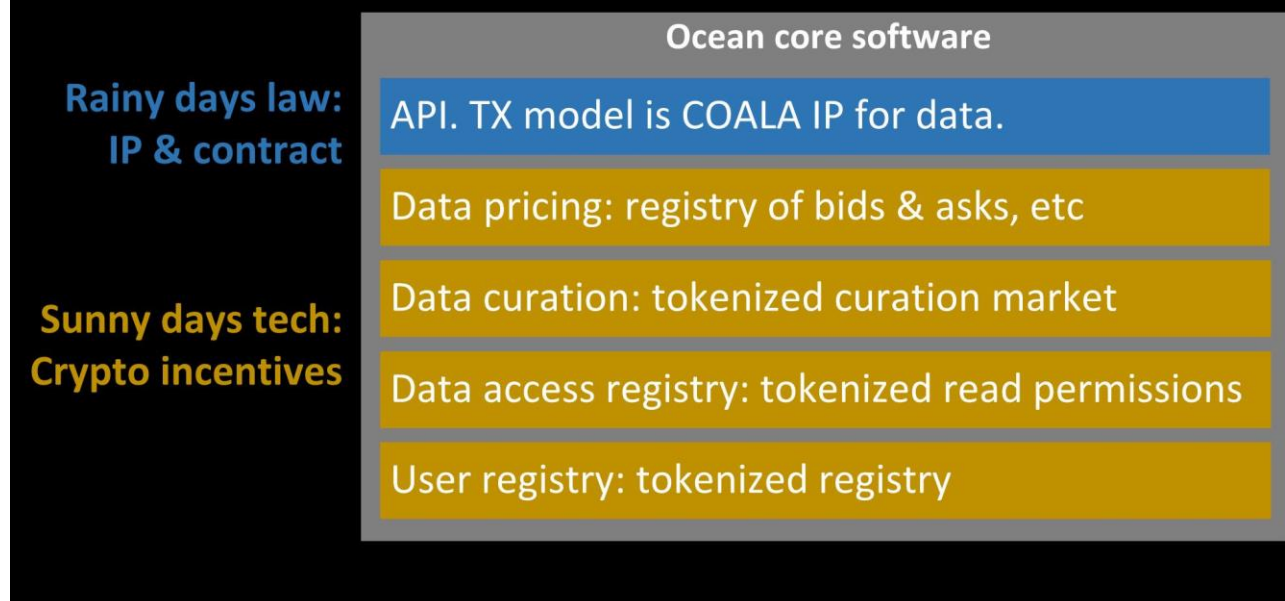 Ocean core software
Rainy days law:
IP & contract
API. TX model is COALA IP for data.
Data pricing: registry of bids & asks, etc
Sunny days tech:
Crypto incentives
Data curation: tokenized curation market
Data access registry: tokenized read permissions
User registry: tokenized registry